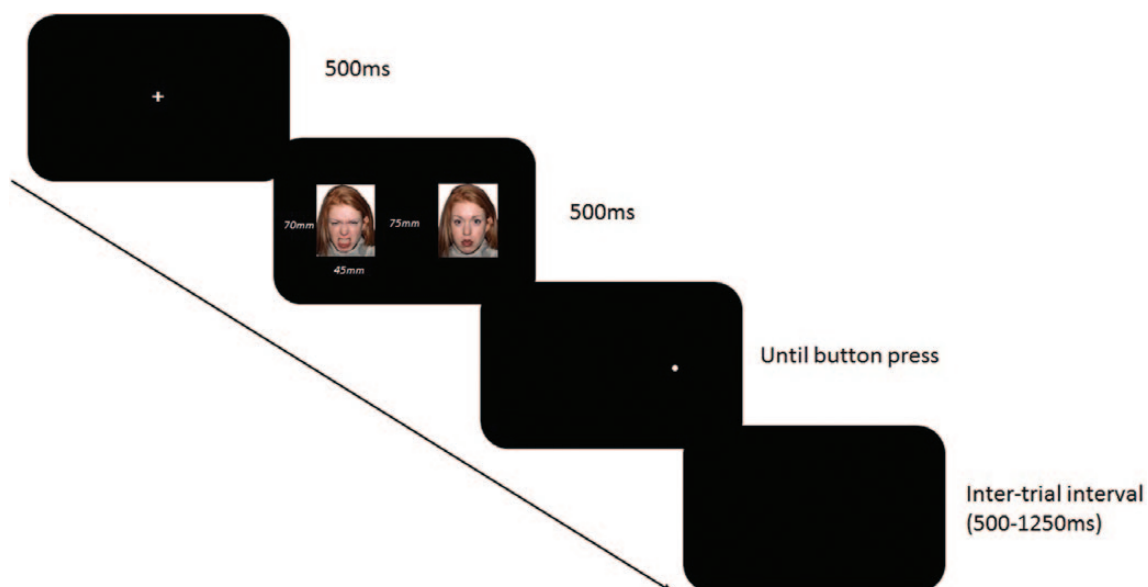 500ms
70mm
75mm
45mm
500ms
Until button press
Inter-trial interval
(500-1250ms)